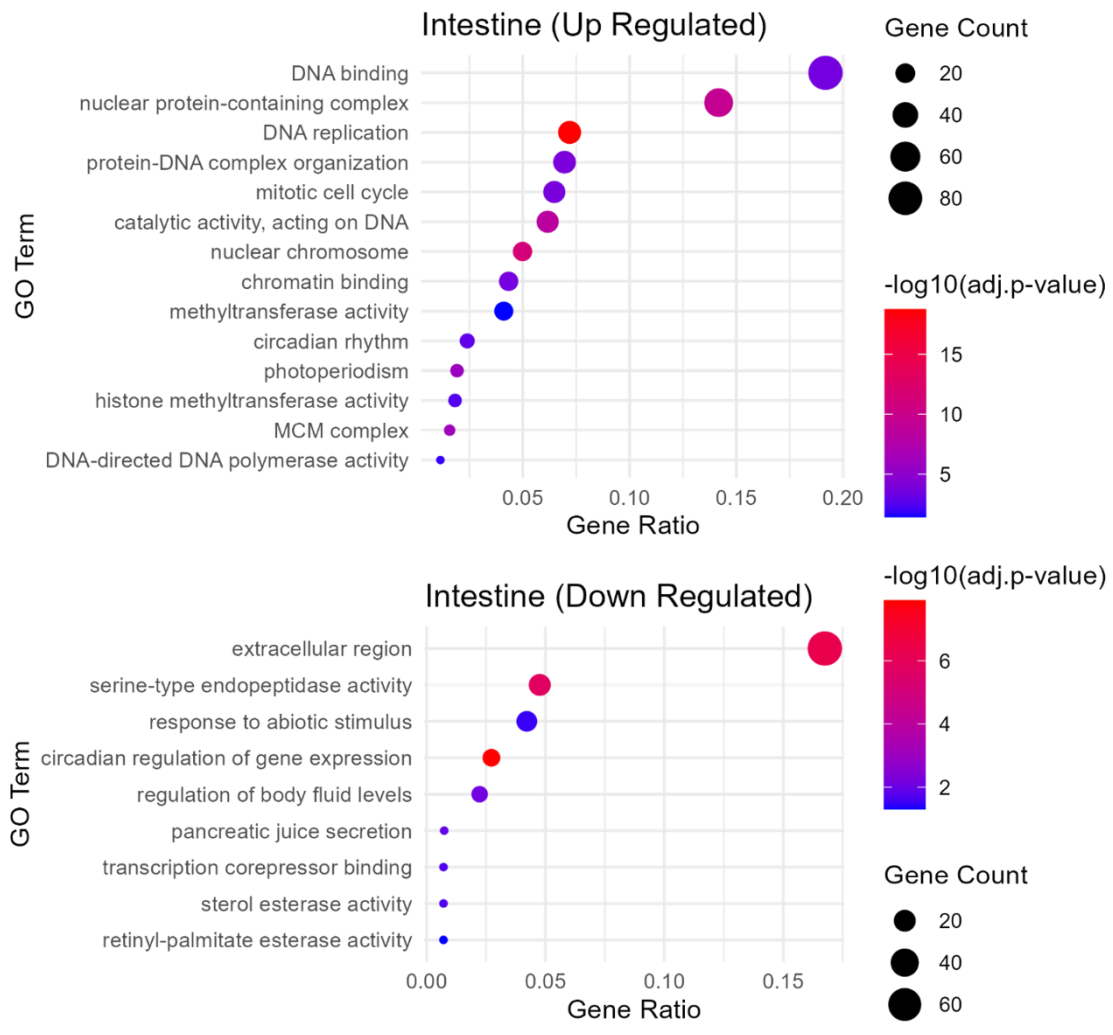 Intestine (Up Regulated)
GO Term
DNA binding
nuclear protein-containing complex
DNA replication
protein-DNA complex organization
mitotic cell cycle
catalytic activity, acting on DNA
nuclear chromosome
chromatin binding
methyltransferase activity
circadian rhythm
photoperiodism
histone methyltransferase activity
MCM complex
DNA-directed DNA polymerase activity
0.05 0.10 0.15 0.20
Gene Ratio
Gene Count
20
40
60
80
-log10(adj.p-value)
15
10
5
Intestine (Down Regulated)
GO Term
extracellular region
serine-type endopeptidase activity
response to abiotic stimulus
circadian regulation of gene expression
regulation of body fluid levels
pancreatic juice secretion
transcription corepressor binding
sterol esterase activity
retinyl-palmitate esterase activity
0.00 0.05 0.10 0.15
Gene Ratio
-log10(adj.p-value)
6
4
2
Gene Count
20
40
60